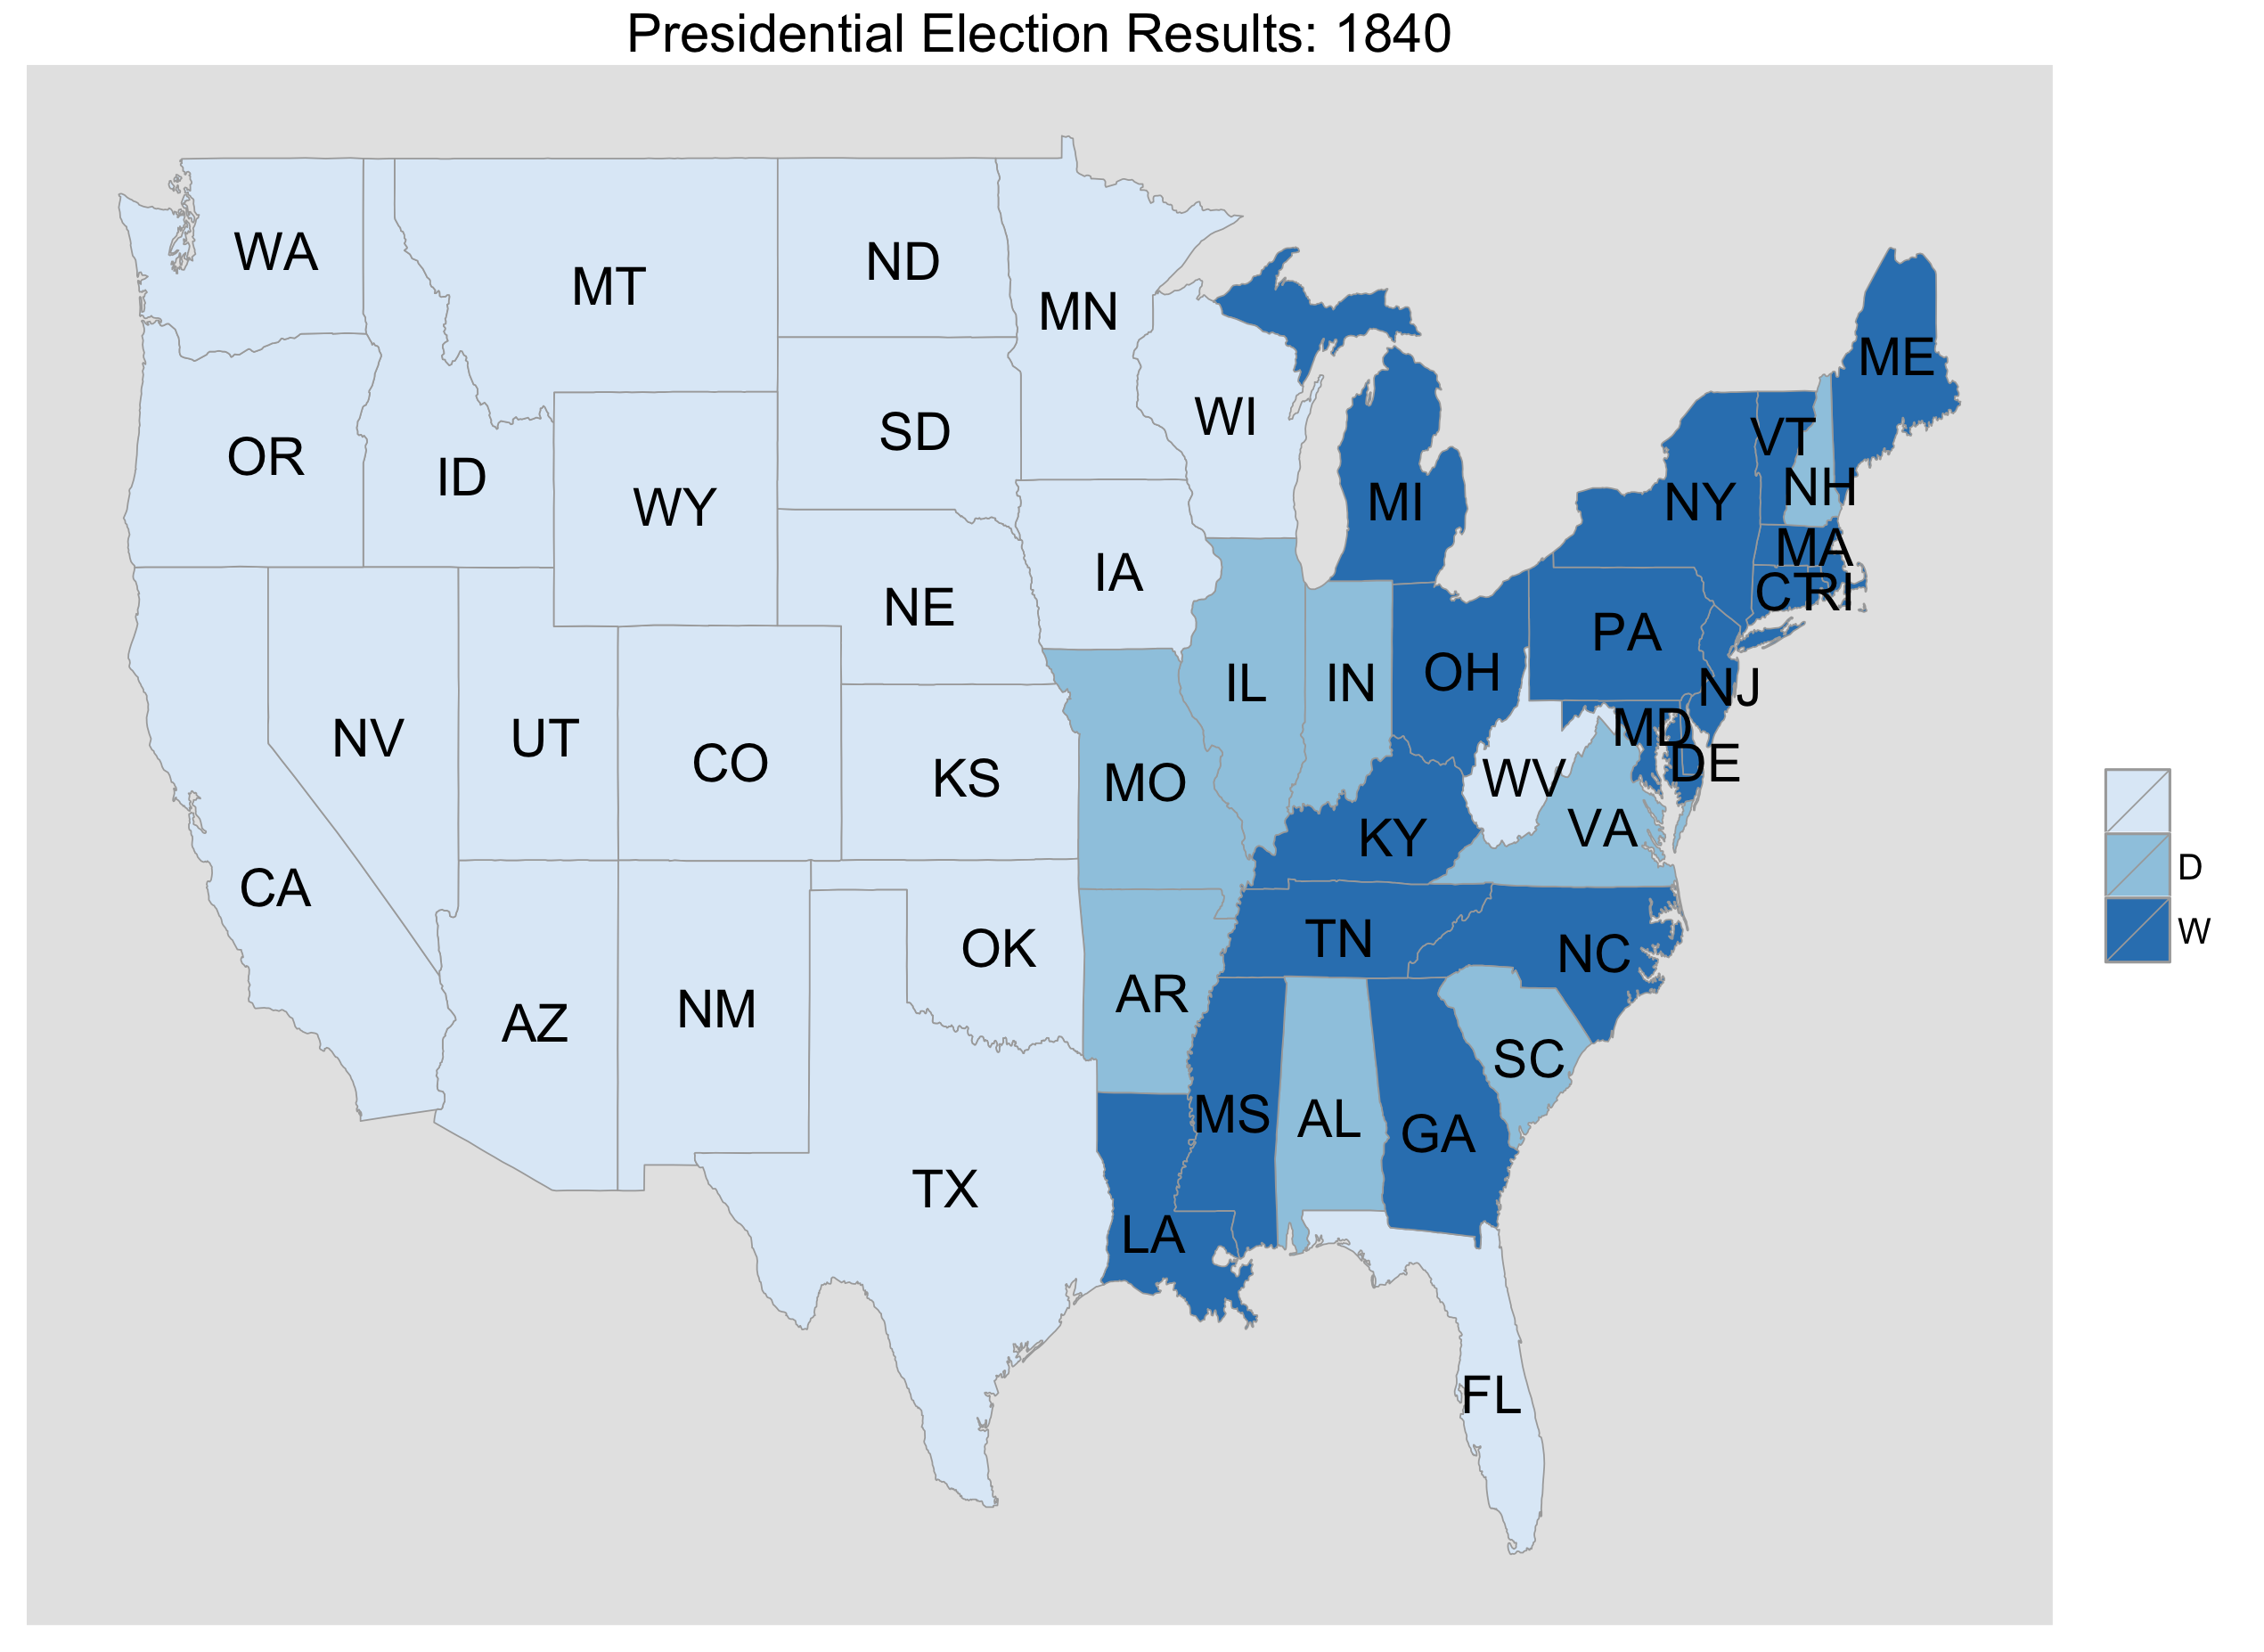 Presidential Election Results: 1840
WA
MT
ND
MN
ME
OR
ID
WY
SD
WI
MI
NY
VT
NH
MA
CT
RI
IA
NE
PA
NJ
OH
IN
IL
NV
UT
CO
KS
MO
WV
MD
DE
VA
KY
D
W
CA
OK
TN
NC
AZ
NM
AR
SC
MS
AL
GA
TX
LA
FL